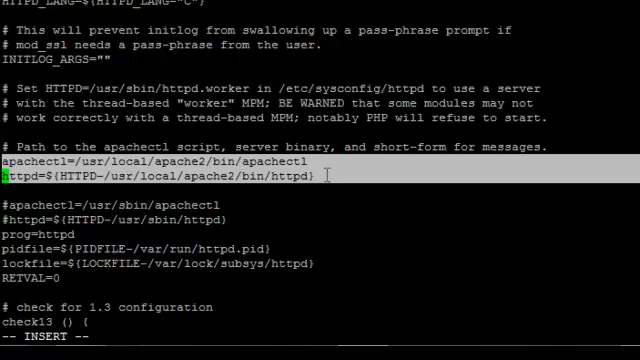 HTTPD_LANG=${HTTPD_LANG-"C"}
# This will prevent initlog from swallowing up a pass-phrase prompt if
# mod_ssl needs a pass-phrase from the user.
INITLOG_ARGS=""
# Set HTTPD=/usr/sbin/httpd.worker in /etc/sysconfig/httpd to use a server
# with the thread-based "worker" MPM; BE WARNED that some modules may not
# work correctly with a thread-based MPM; notably PHP will refuse to start.
# Path to the apachectl script, server binary, and short-form for messages.
apachectl=/usr/local/apache2/bin/apachectl
httpd=${HTTPD-/usr/local/apache2/bin/httpd}
#apachectl=/usr/sbin/apachectl
#httpd=${HTTPD-/usr/sbin/httpd}
prog=httpd
pidfile=${PIDFILE-/var/run/httpd.pid}
lockfile=${LOCKFILE-/var/lock/subsys/httpd}
RETVAL=0
# check for 1.3 configuration
check13 () {
-- INSERT --